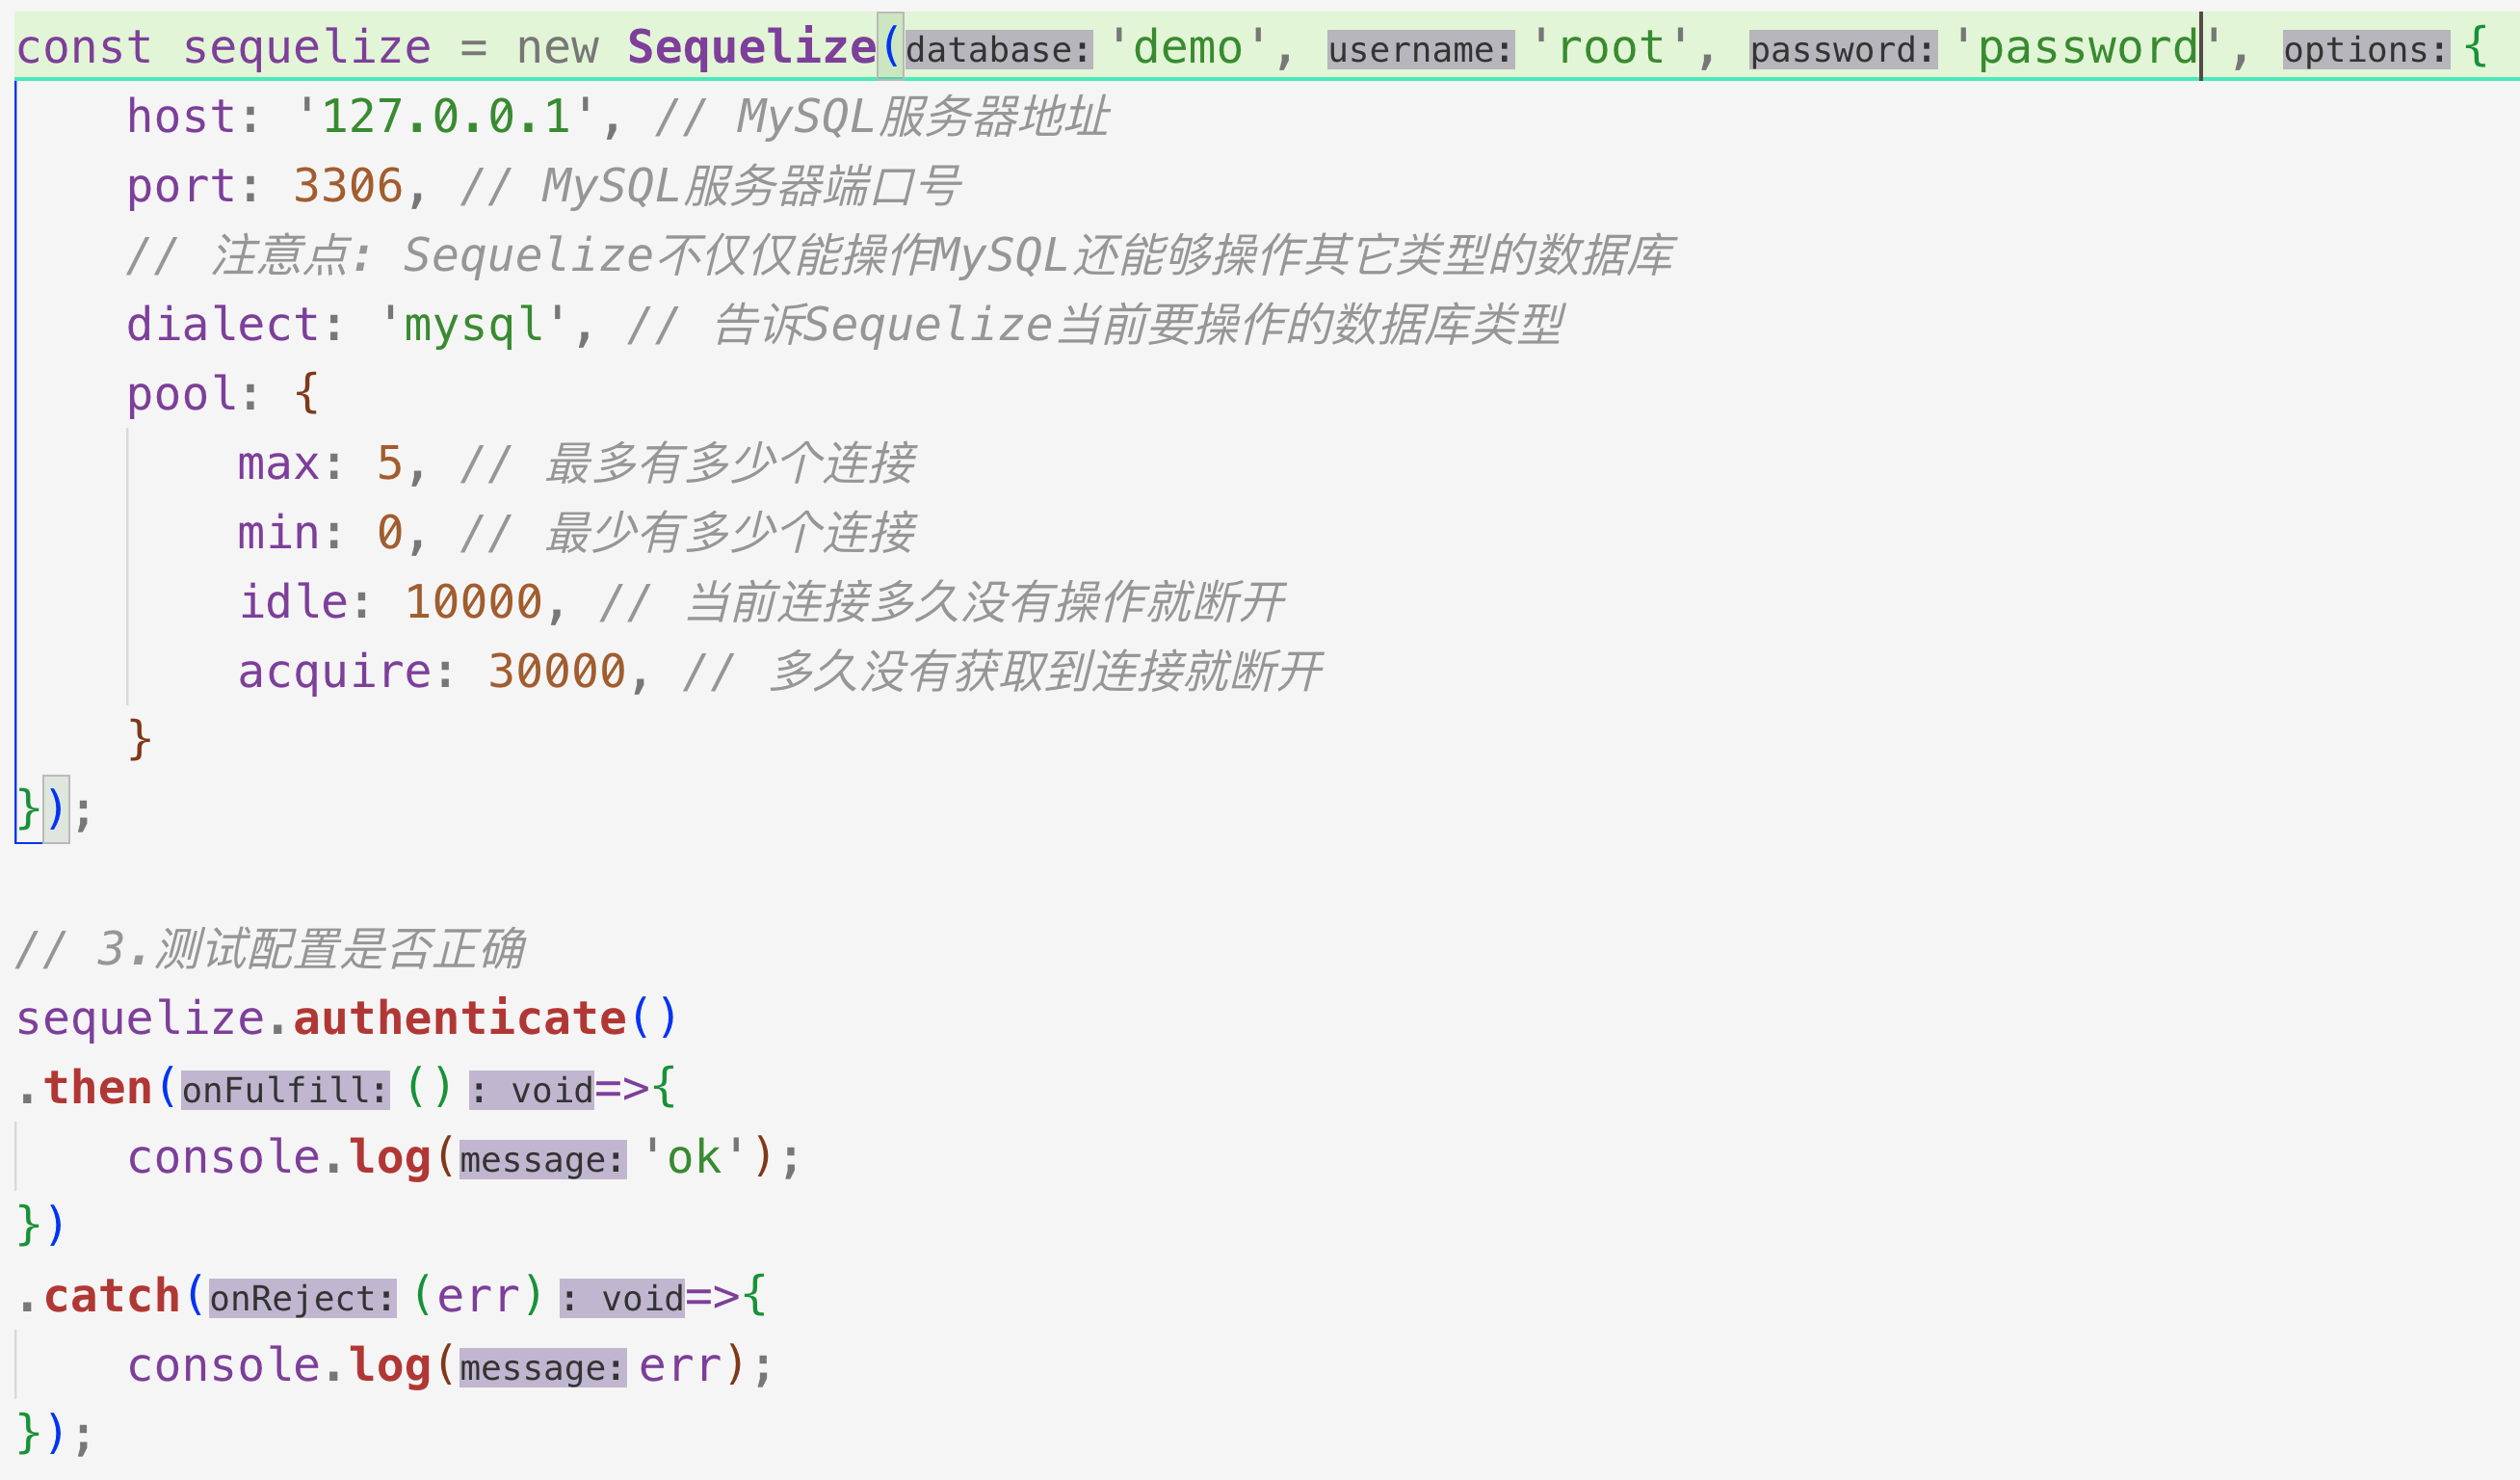 const sequelize = new Sequelize(database: 'demo', username: 'root', password: 'password', options: {
    host: '127.0.0.1', // MySQL服务器地址
    port: 3306, // MySQL服务器端口号
    // 注意点: Sequelize不仅仅能操作MySQL还能够操作其它类型的数据库
    dialect: 'mysql', // 告诉Sequelize当前要操作的数据库类型
    pool: {
        max: 5, // 最多有多少个连接
        min: 0, // 最少有多少个连接
        idle: 10000, // 当前连接多久没有操作就断开
        acquire: 30000, // 多久没有获取到连接就断开
    }
});
// 3.测试配置是否正确
sequelize.authenticate()
.then(onFulfill: () : void=>{
    console.log(message: 'ok');
})
.catch(onReject: (err) : void=>{
    console.log(message: err);
});